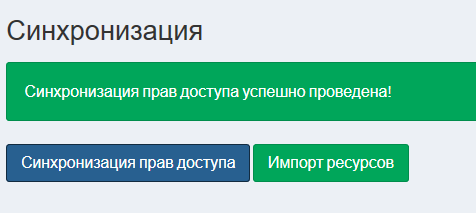 Синхронизация
Синхронизация прав доступа успешно проведена!
Синхронизация прав доступа
Импорт ресурсов